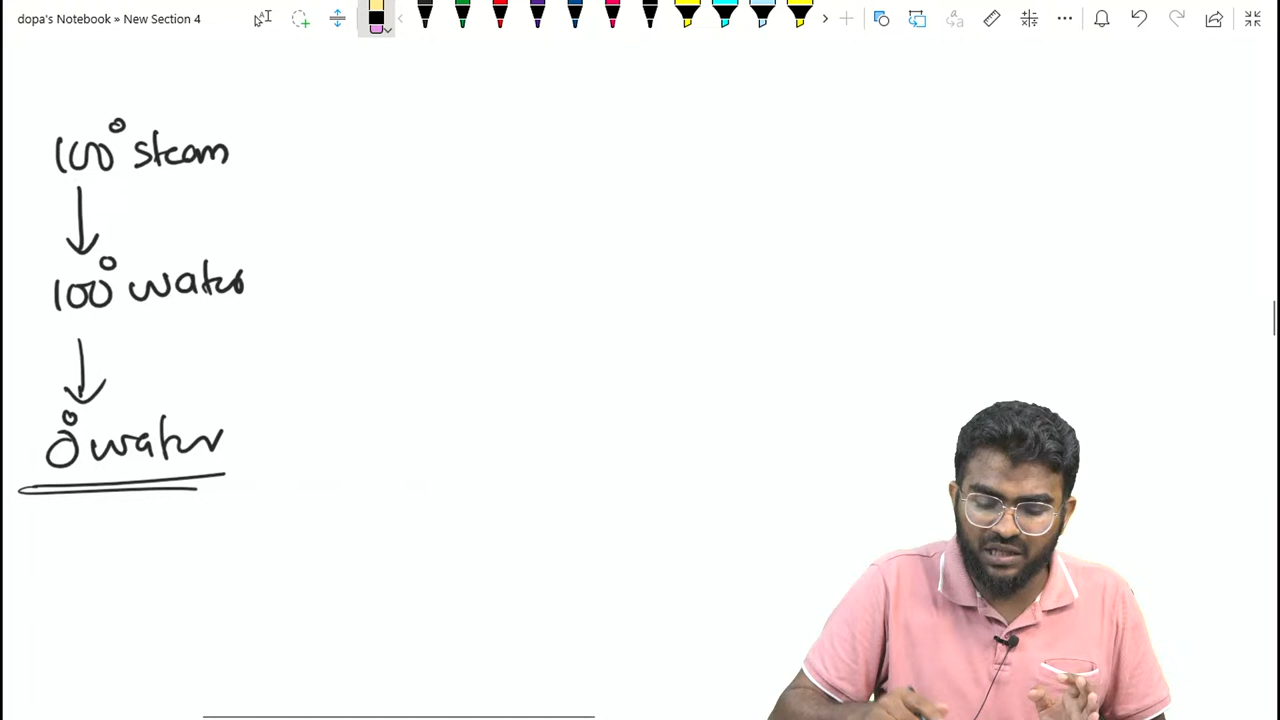 dopa's Notebook » New Section 4
100° steam
↓
100° water
↓
0° water